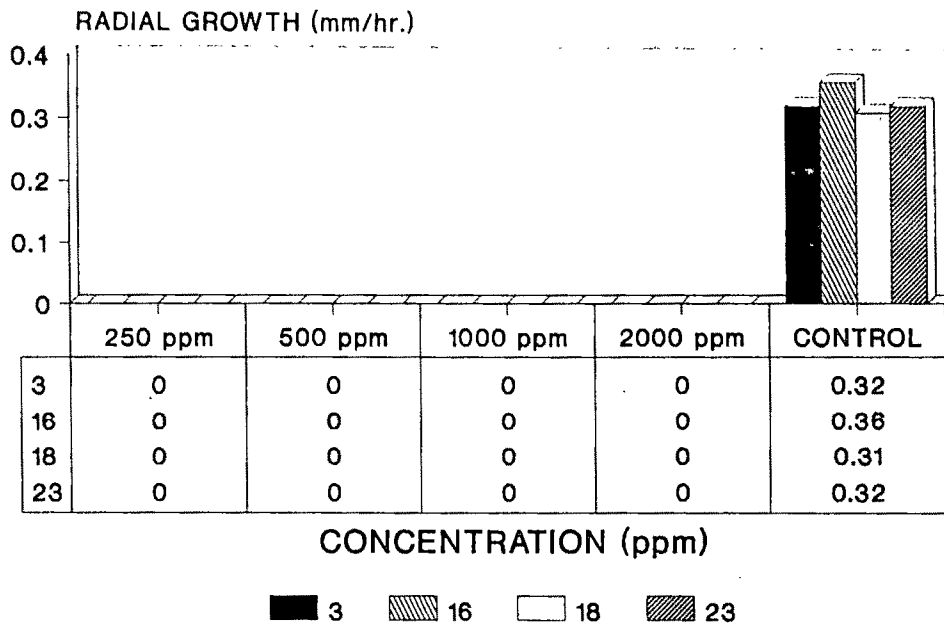 RADIAL GROWTH (mm/hr.)
0.4
0.3
0.2
0.1
0
250 ppm 500 ppm 1000 ppm 2000 ppm CONTROL
3 0 0 0 0 0.32
16 0 0 0 0 0.36
18 0 0 0 0 0.31
23 0 0 0 0 0.32
CONCENTRATION (ppm)
3 16 18 23